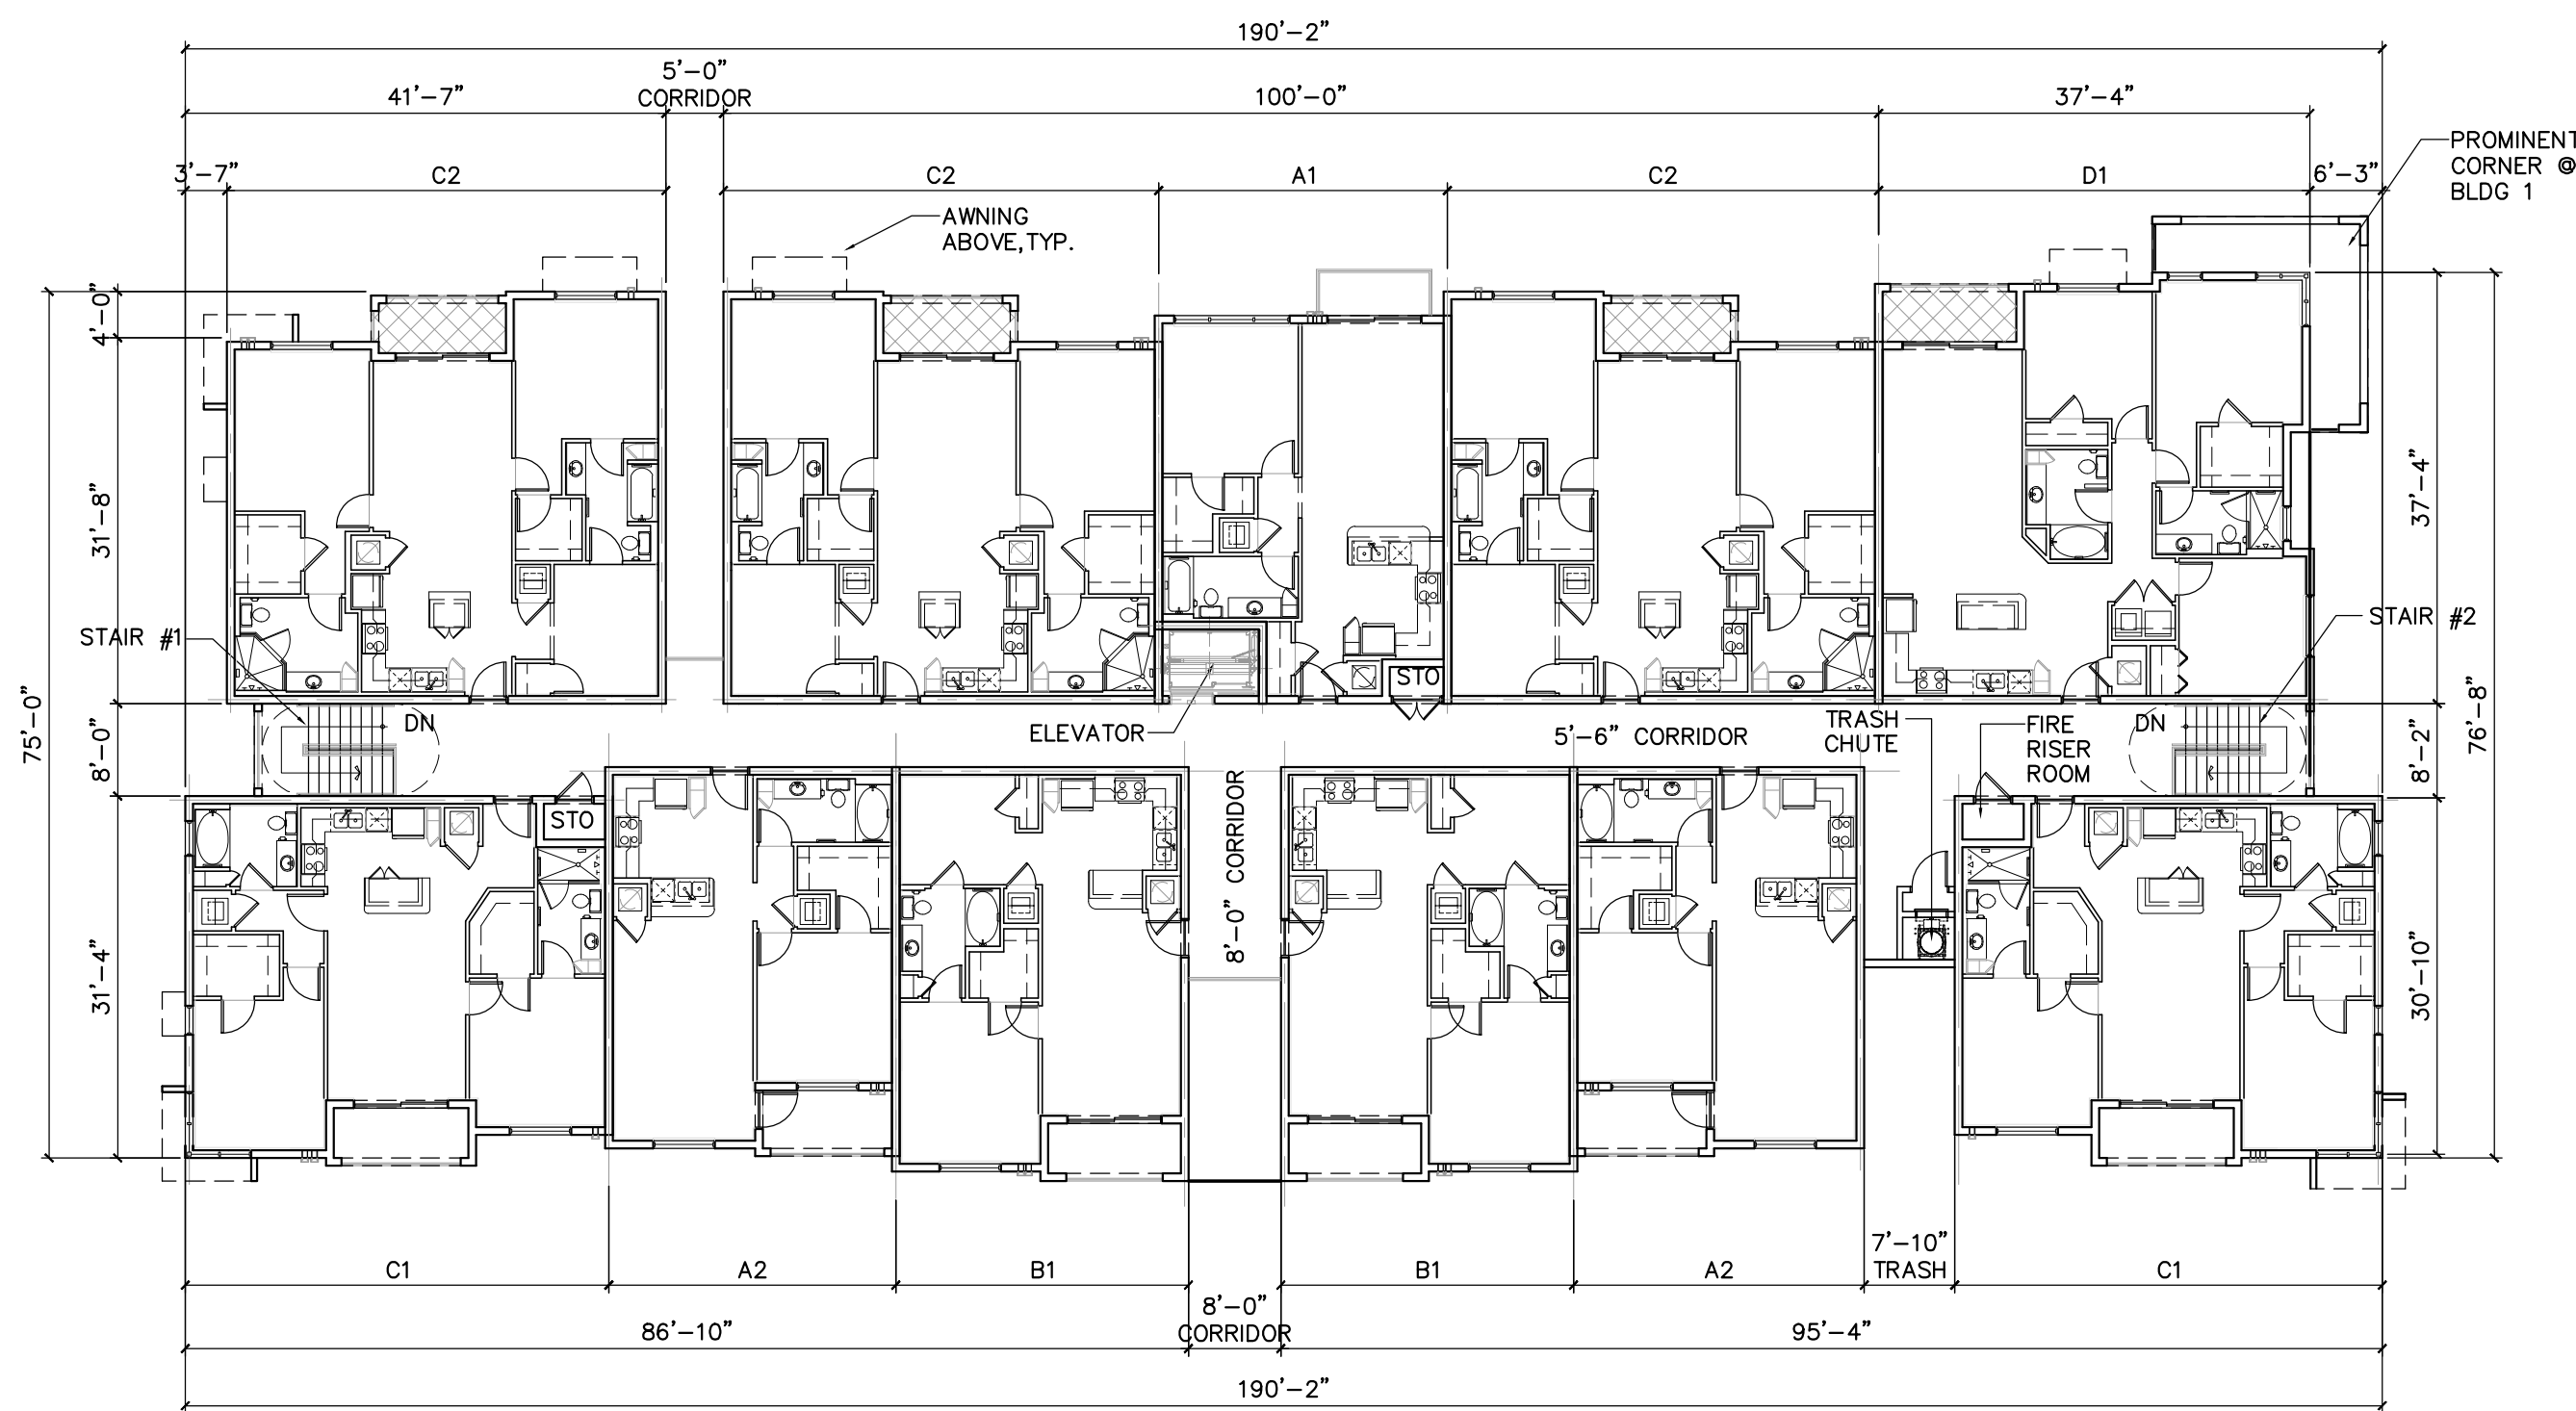 190'-2"
41'-7"
5'-0"
CORRIDOR
100'-0"
37'-4"
3'-7"
C2
C2
A1
C2
D1
6'-3"
PROMINENT
CORNER @
BLDG 1
AWNING
ABOVE,TYP.
4'-0"
31'-8"
37'-4"
STAIR #1
STAIR #2
STO
DN
ELEVATOR
5'-6" CORRIDOR
TRASH
CHUTE
FIRE
RISER
ROOM
DN
75'-0"
8'-0"
8'-2"
76'-8"
STO
8'-0" CORRIDOR
31'-4"
30'-10"
C1
A2
B1
B1
A2
7'-10"
TRASH
C1
86'-10"
8'-0"
CORRIDOR
95'-4"
190'-2"